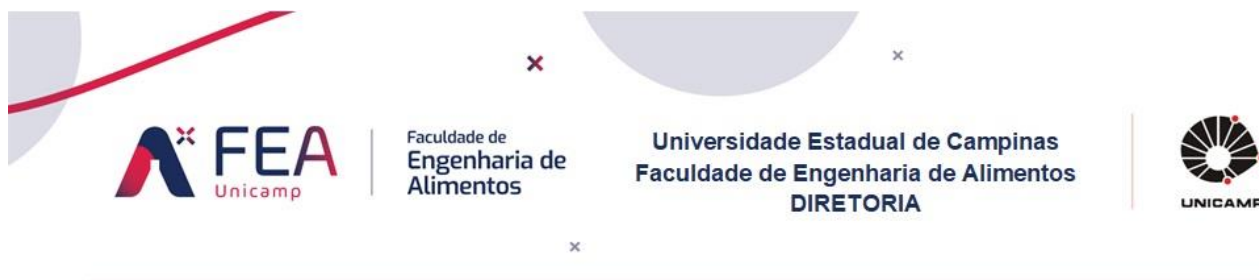 FEA
Unicamp
Faculdade de
Engenharia de
Alimentos
Universidade Estadual de Campinas
Faculdade de Engenharia de Alimentos
DIRETORIA
UNICAMP